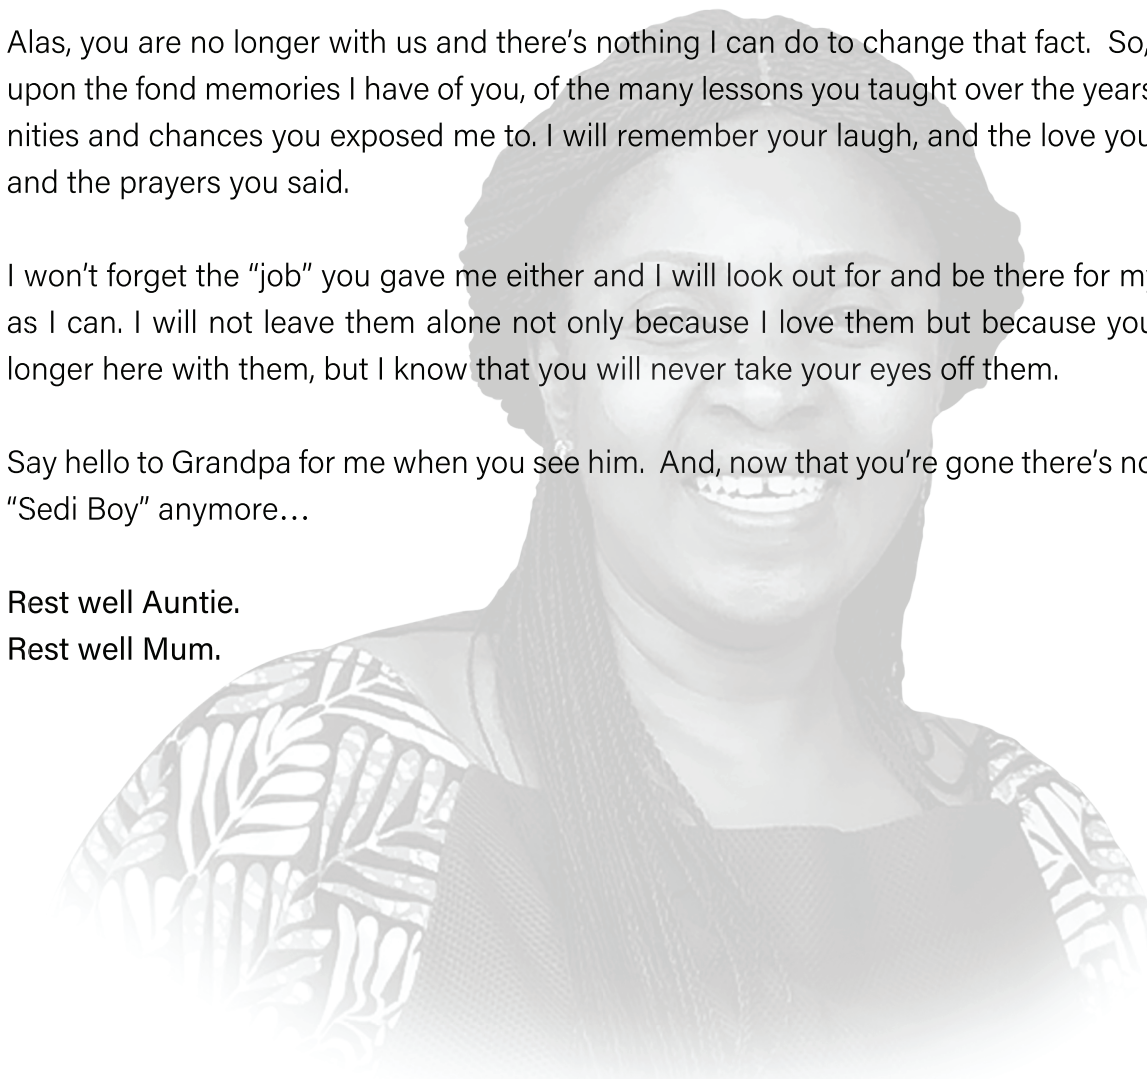 Alas, you are no longer with us and there’s nothing I can do to change that fact.  So,
upon the fond memories I have of you, of the many lessons you taught over the years
nities and chances you exposed me to. I will remember your laugh, and the love you
and the prayers you said.
I won’t forget the “job” you gave me either and I will look out for and be there for my
as I can. I will not leave them alone not only because I love them but because you
longer here with them, but I know that you will never take your eyes off them.
Say hello to Grandpa for me when you see him.  And, now that you’re gone there’s no
“Sedi Boy” anymore…
Rest well Auntie.
Rest well Mum.